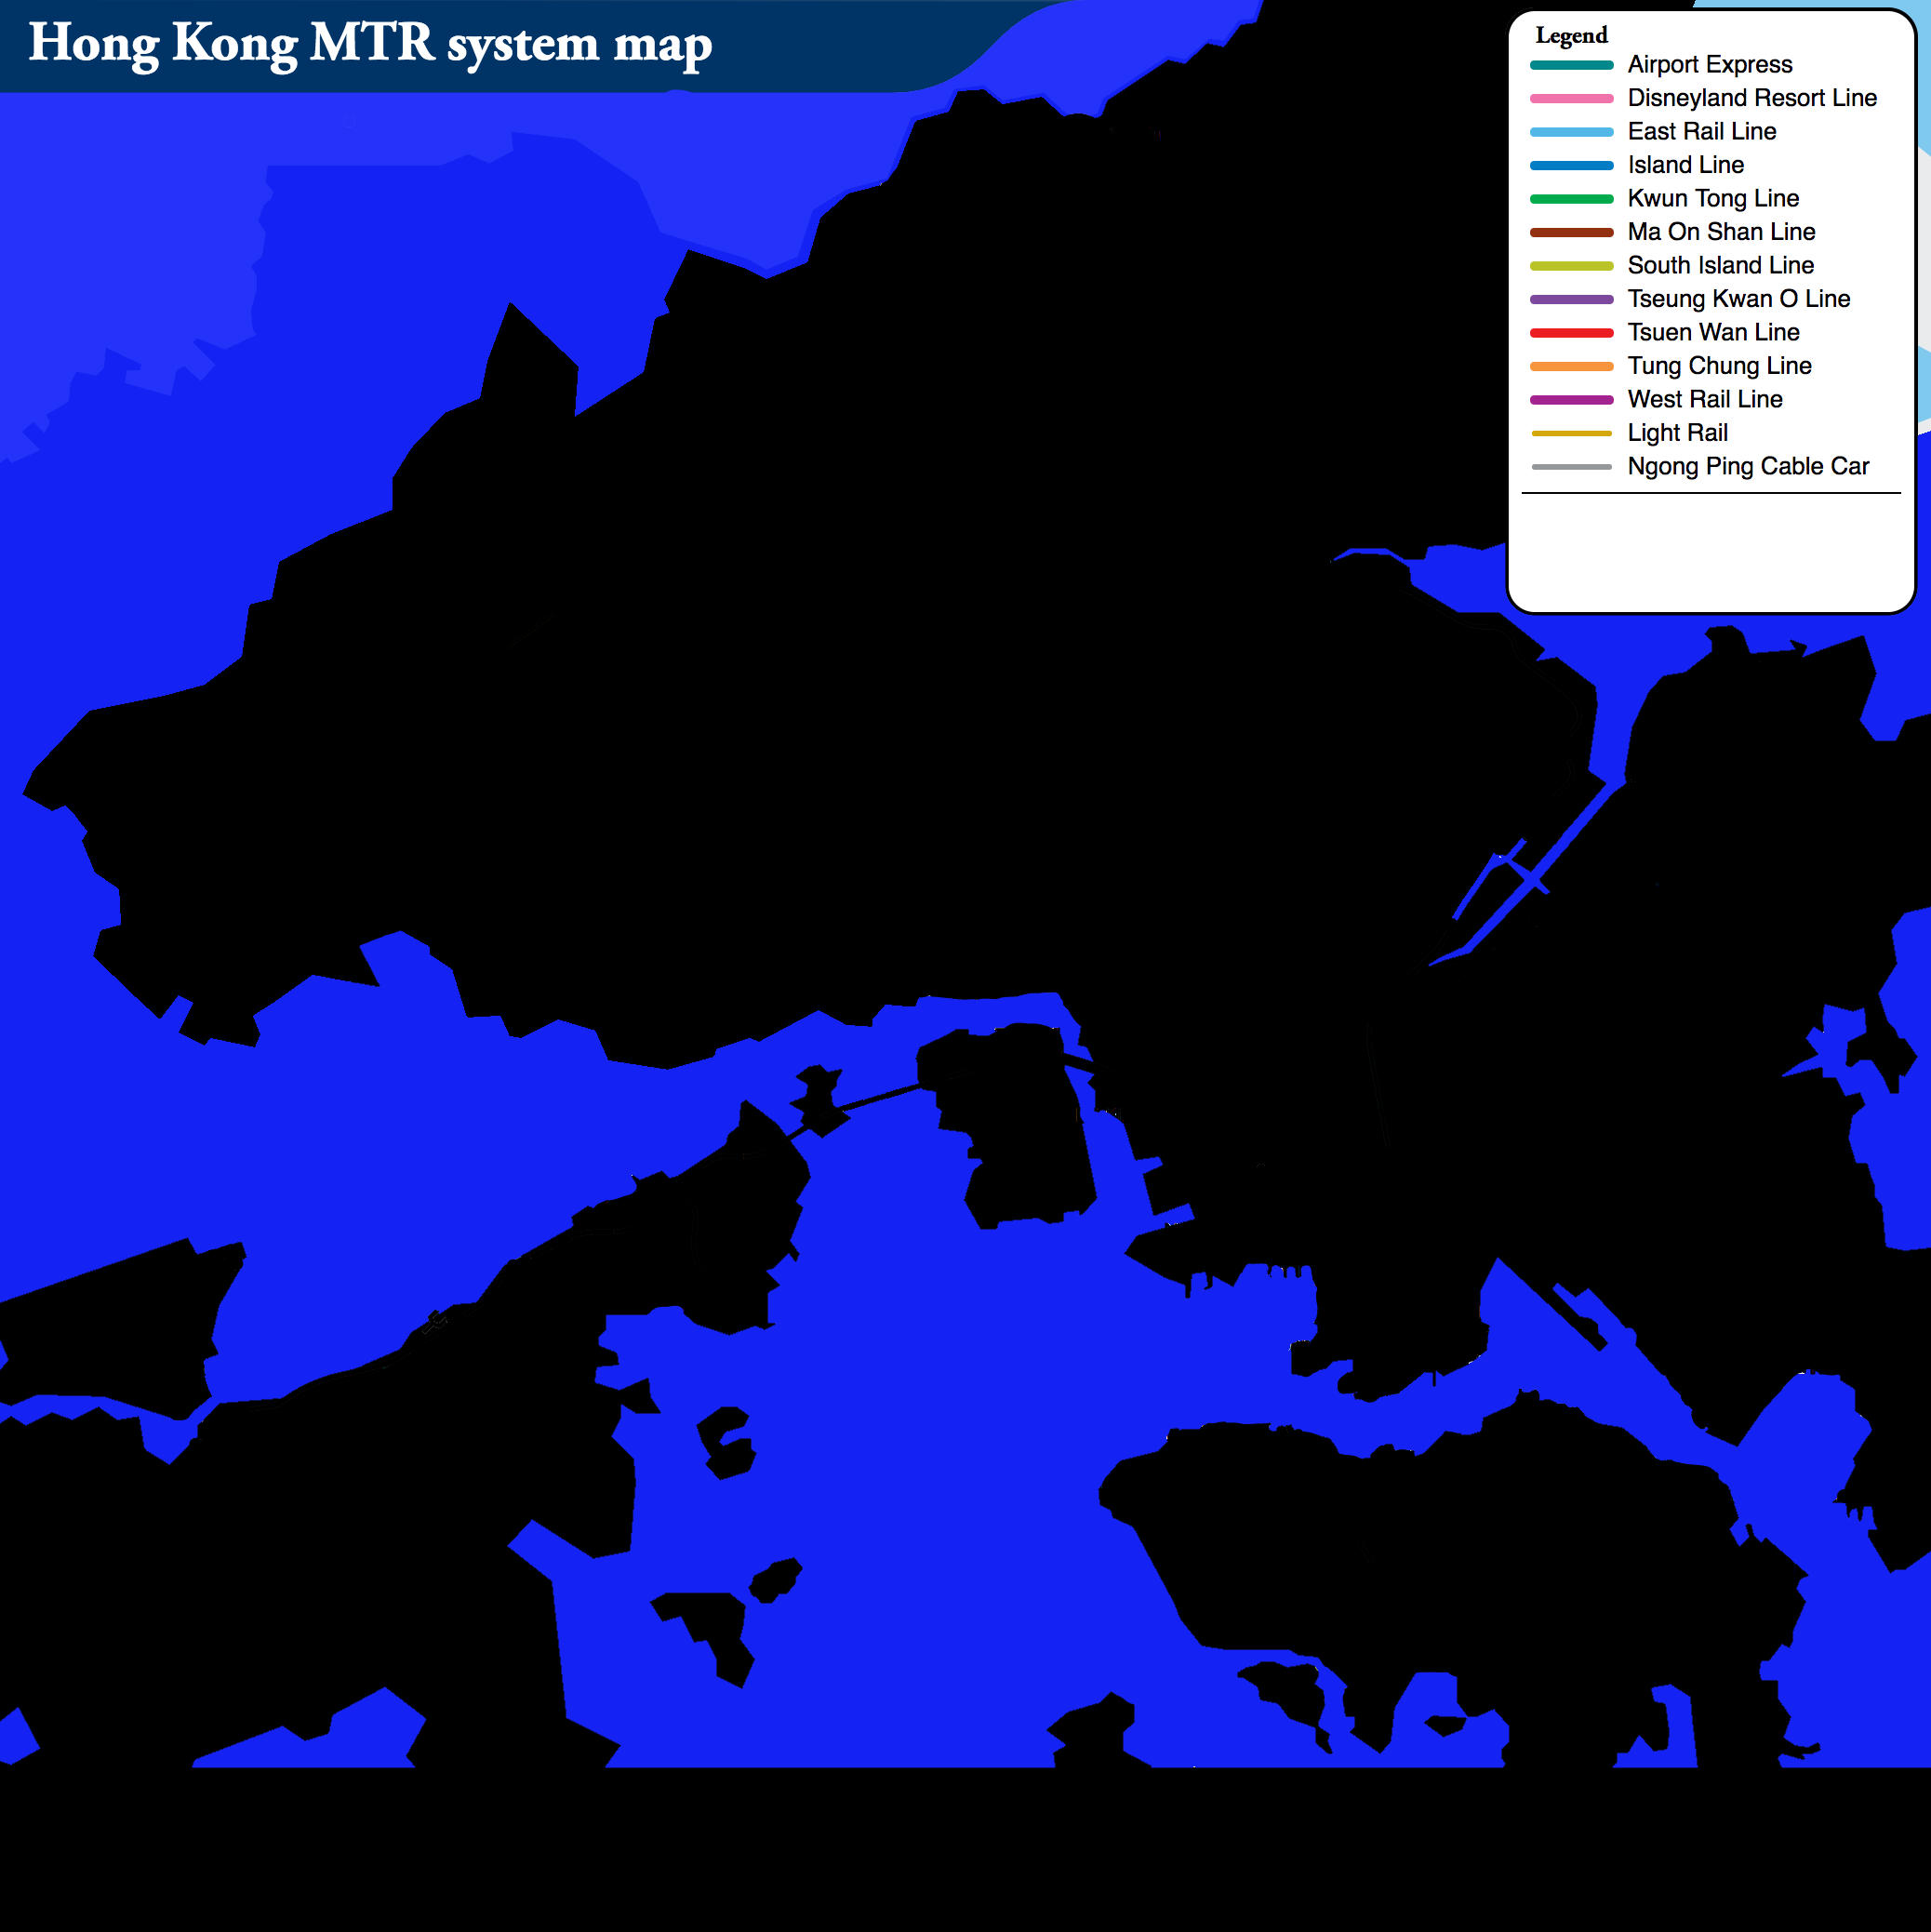 Hong Kong MTR system map
Legend
Airport Express
Disneyland Resort Line
East Rail Line
Island Line
Kwun Tong Line
Ma On Shan Line
South Island Line
Tseung Kwan O Line
Tsuen Wan Line
Tung Chung Line
West Rail Line
Light Rail
Ngong Ping Cable Car